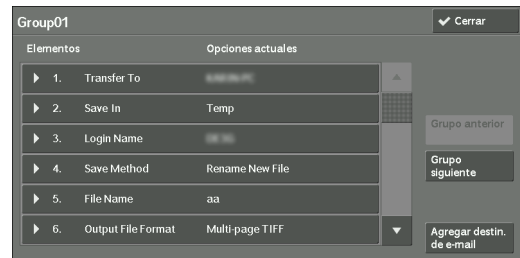 Group01
Cerrar
Elementos Opciones actuales
1. Transfer To
2. Save In Temp
3. Login Name
4. Save Method Rename New File
5. File Name aa
6. Output File Format Multi-page TIFF
Grupo anterior
Grupo
siguiente
Agregar destin.
de e-mail